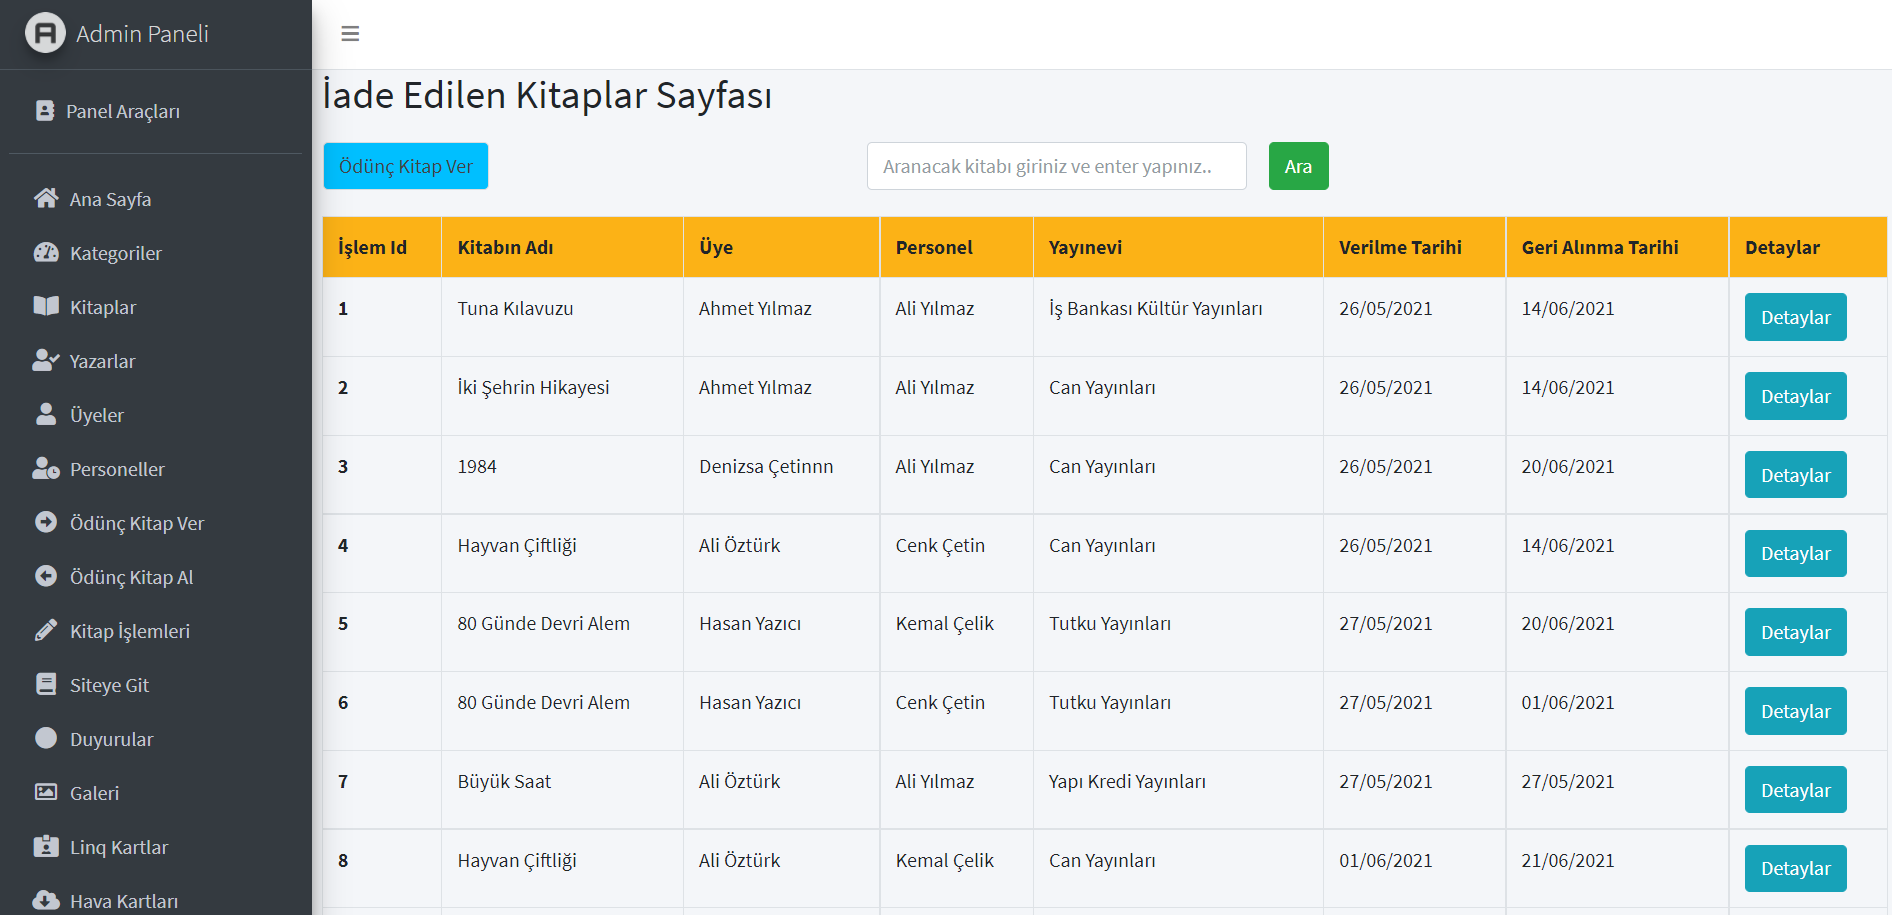 Admin Paneli
Panel Araçları
Ana Sayfa
Kategoriler
Kitaplar
Yazarlar
Üyeler
Personeller
Ödünç Kitap Ver
Ödünç Kitap Al
Kitap İşlemleri
Siteye Git
Duyurular
Galeri
Linq Kartlar
Hava Kartları
İade Edilen Kitaplar Sayfası
Ödünç Kitap Ver Aranacak kitabı giriniz ve enter yapınız.. Ara
İşlem Id Kitabın Adı Üye Personel Yayınevi Verilme Tarihi Geri Alınma Tarihi Detaylar
1 Tuna Kılavuzu Ahmet Yılmaz Ali Yılmaz İş Bankası Kültür Yayınları 26/05/2021 14/06/2021 Detaylar
2 İki Şehrin Hikayesi Ahmet Yılmaz Ali Yılmaz Can Yayınları 26/05/2021 14/06/2021 Detaylar
3 1984 Denizsa Çetinnn Ali Yılmaz Can Yayınları 26/05/2021 20/06/2021 Detaylar
4 Hayvan Çiftliği Ali Öztürk Cenk Çetin Can Yayınları 26/05/2021 14/06/2021 Detaylar
5 80 Günde Devri Alem Hasan Yazıcı Kemal Çelik Tutku Yayınları 27/05/2021 20/06/2021 Detaylar
6 80 Günde Devri Alem Hasan Yazıcı Cenk Çetin Tutku Yayınları 27/05/2021 01/06/2021 Detaylar
7 Büyük Saat Ali Öztürk Ali Yılmaz Yapı Kredi Yayınları 27/05/2021 27/05/2021 Detaylar
8 Hayvan Çiftliği Ali Öztürk Kemal Çelik Can Yayınları 01/06/2021 21/06/2021 Detaylar